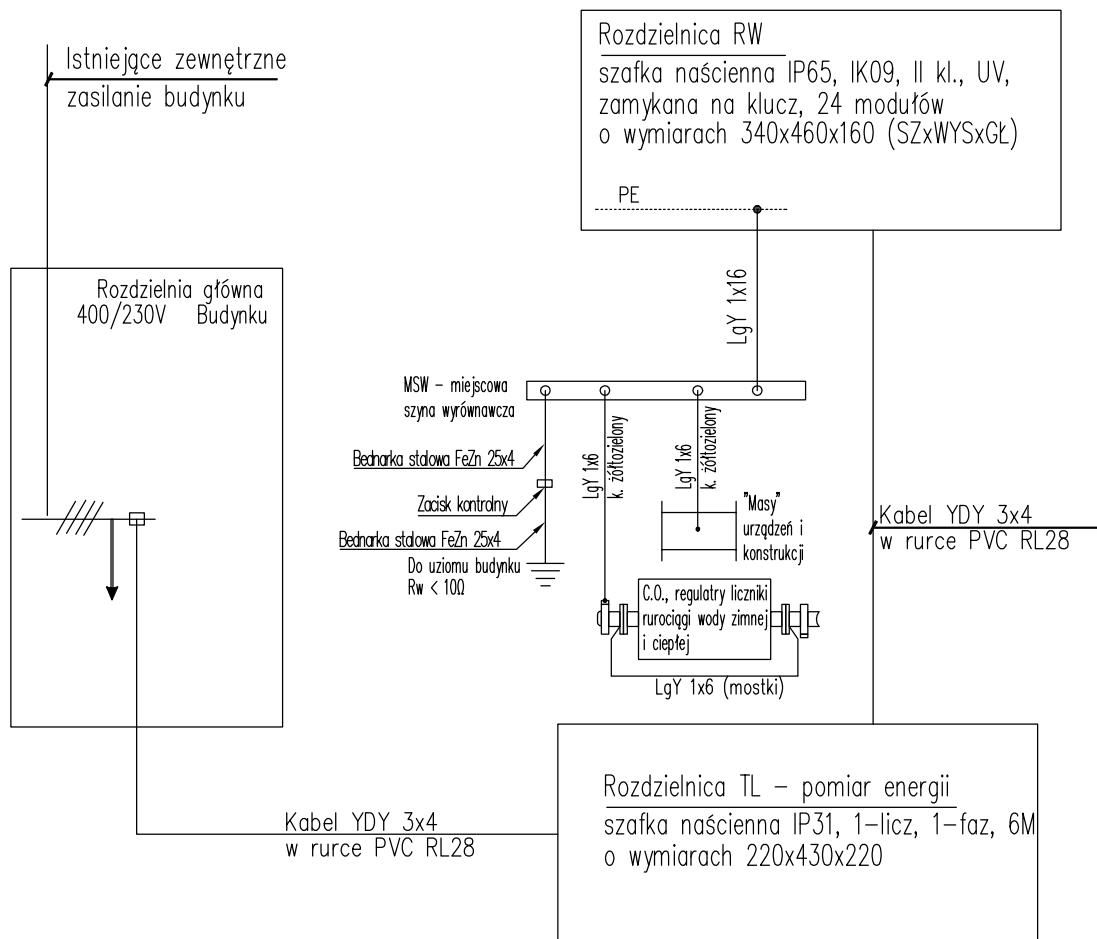 Istniejące zewnętrzne
zasilanie budynku
Rozdzielnica RW
szafka naścienna IP65, IK09, II kl., UV,
zamykana na klucz, 24 modułów
o wymiarach 340x460x160 (SZxWYSxGŁ)
PE
Rozdzielnia główna
400/230V Budynku
LgY 1x16
MSW – miejscowa
szyna wyrównawcza
Bednarka stalowa FeZn 25x4
Zacisk kontrolny
Bednarka stalowa FeZn 25x4
Do uziomu budynku
Rw < 10Ω
LgY 1x6
k. żółtozielony
LgY 1x6
k. żółtozielony
"Masy"
urządzeń i
konstrukcji
Kabel YDY 3x4
w rurce PVC RL28
C.O., regulatry liczniki
rurociągi wody zimnej
i ciepłej
LgY 1x6 (mostki)
Rozdzielnica TL – pomiar energii
szafka naścienna IP31, 1–licz, 1–faz, 6M
o wymiarach 220x430x220
Kabel YDY 3x4
w rurce PVC RL28